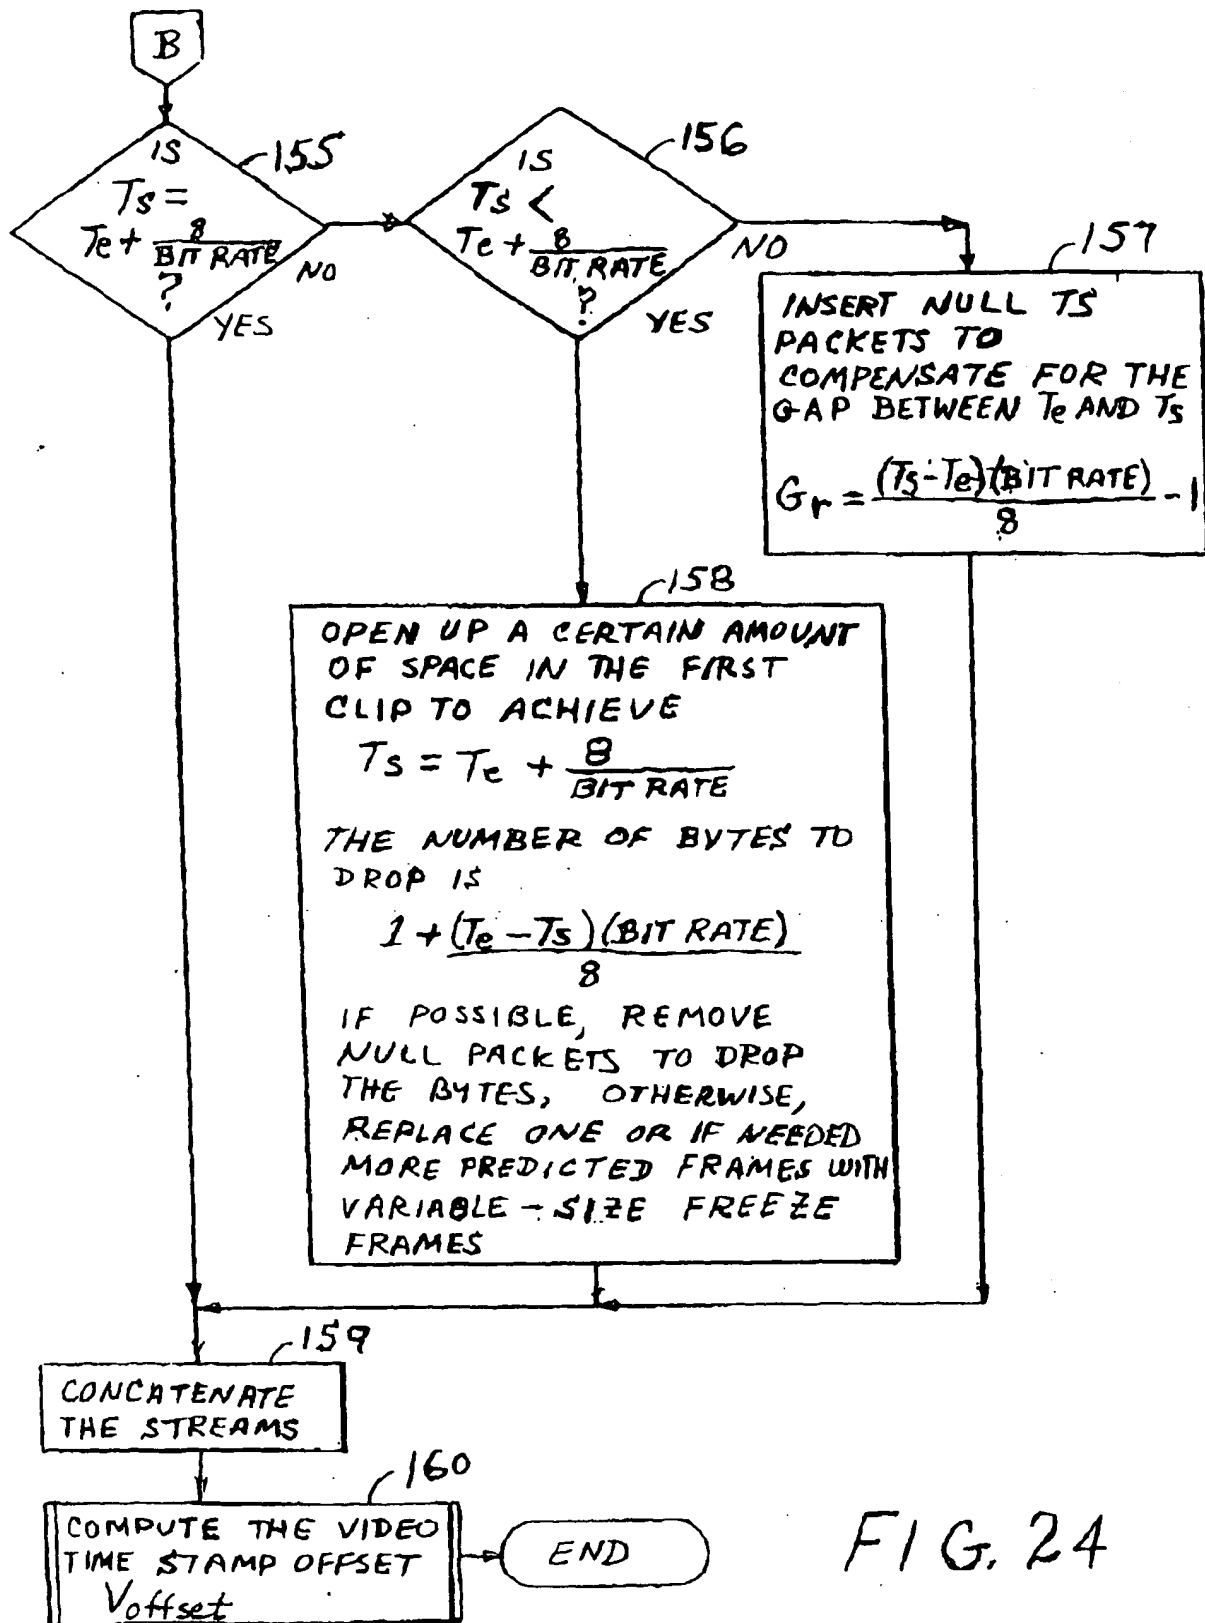 B
IS
Ts =
Te + 8/BIT RATE
?
155
NO
YES
IS
Ts <
Te + 8/BIT RATE
?
156
NO
YES
157
INSERT NULL TS
PACKETS TO
COMPENSATE FOR THE
GAP BETWEEN Te AND Ts
Gr = (Ts-Te)(BIT RATE)/8 - 1
158
OPEN UP A CERTAIN AMOUNT
OF SPACE IN THE FIRST
CLIP TO ACHIEVE
Ts = Te + 8/BIT RATE
THE NUMBER OF BYTES TO
DROP IS
1 + (Te - Ts)(BIT RATE)/8
IF POSSIBLE, REMOVE
NULL PACKETS TO DROP
THE BYTES, OTHERWISE,
REPLACE ONE OR IF NEEDED
MORE PREDICTED FRAMES WITH
VARIABLE - SIZE FREEZE
FRAMES
159
CONCATENATE
THE STREAMS
160
COMPUTE THE VIDEO
TIME STAMP OFFSET
Voffset
END
FIG. 24